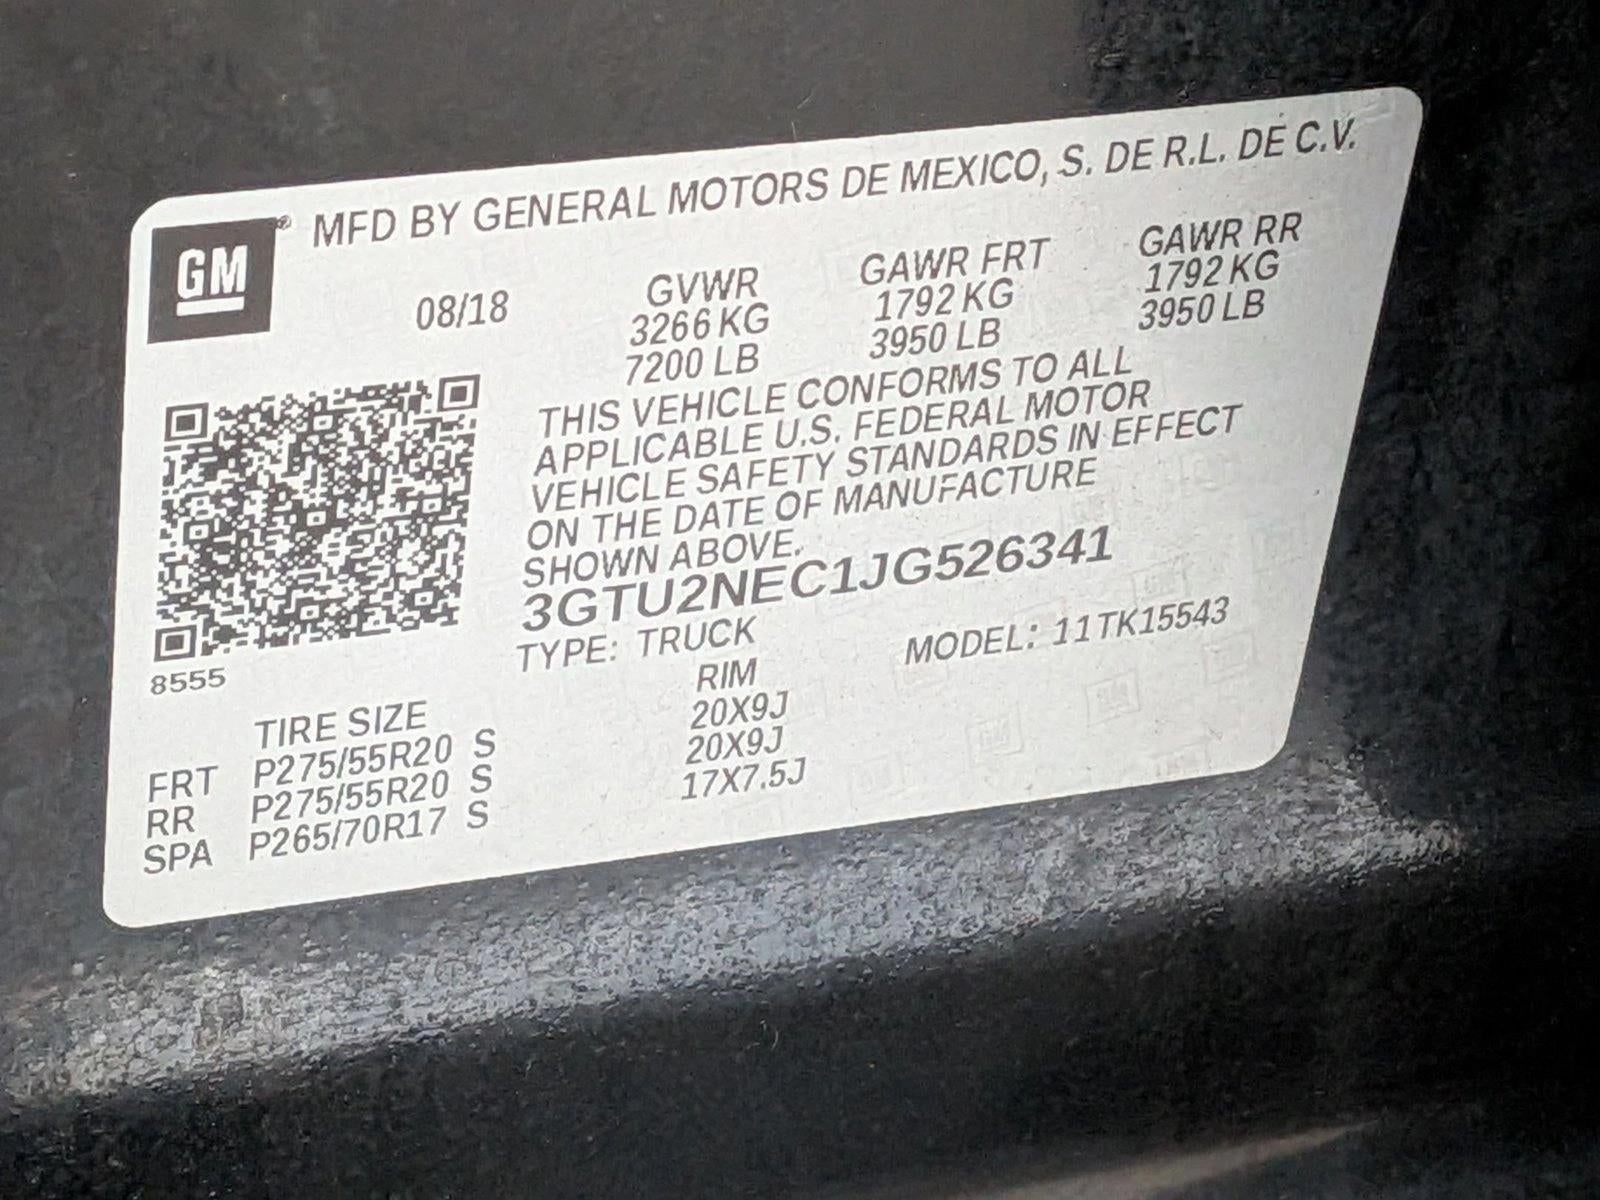 GM® MFD BY GENERAL MOTORS DE MEXICO, S. DE R.L. DE C.V.
08/18 GVWR GAWR FRT GAWR RR
3266 KG 1792 KG 1792 KG
7200 LB 3950 LB 3950 LB
THIS VEHICLE CONFORMS TO ALL
APPLICABLE U.S. FEDERAL MOTOR
VEHICLE SAFETY STANDARDS IN EFFECT
ON THE DATE OF MANUFACTURE
SHOWN ABOVE.
3GTU2NEC1JG526341
TYPE: TRUCK MODEL: 11TK15543
8555
TIRE SIZE RIM
FRT P275/55R20 S 20X9J
RR P275/55R20 S 20X9J
SPA P265/70R17 S 17X7.5J